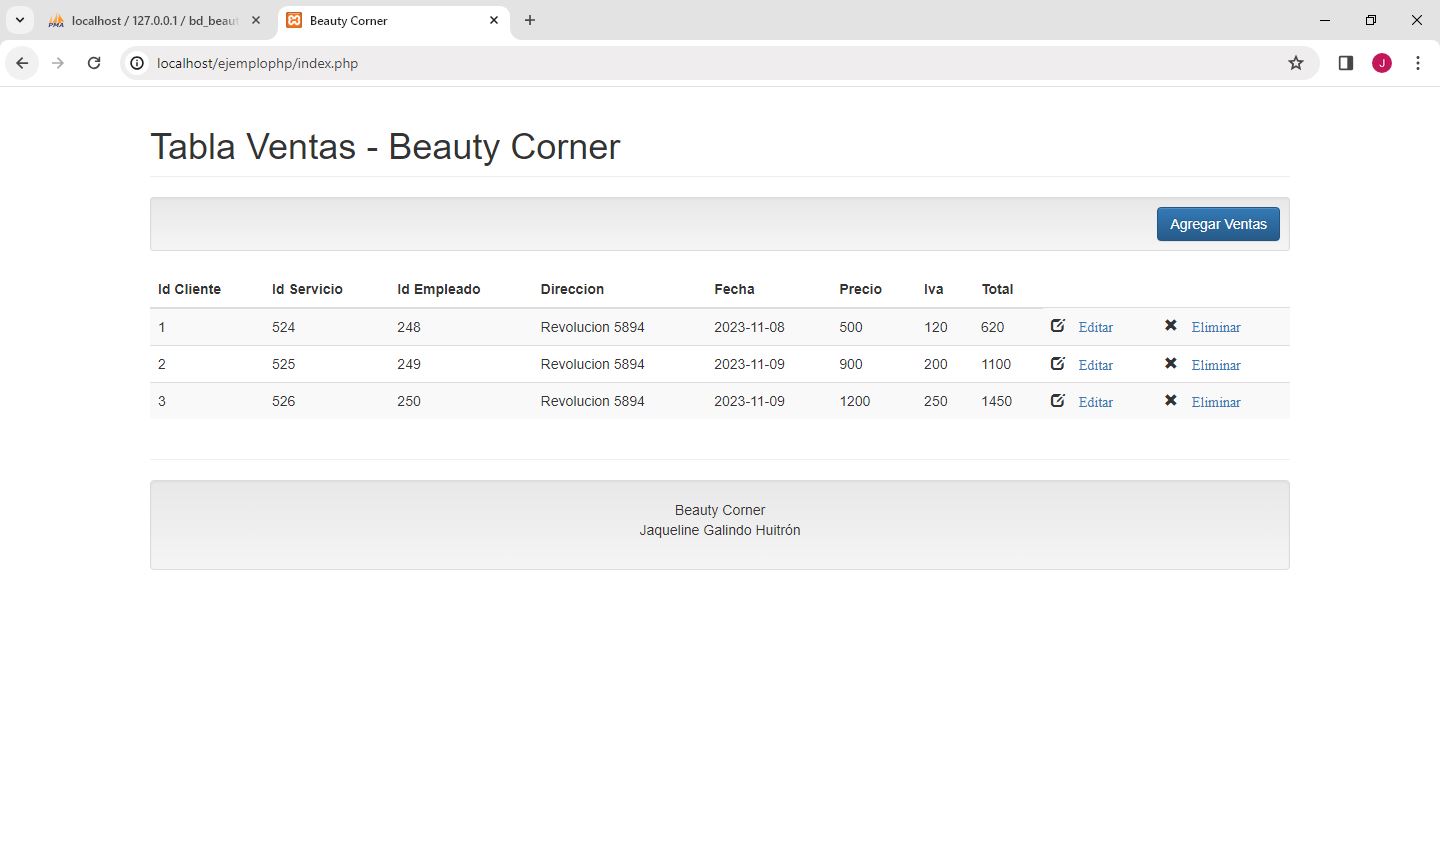 localhost / 127.0.0.1 / bd_beaut
Beauty Corner
localhost/ejemplophp/index.php
J
Tabla Ventas - Beauty Corner
Agregar Ventas
Id Cliente Id Servicio Id Empleado Direccion Fecha Precio Iva Total
1 524 248 Revolucion 5894 2023-11-08 500 120 620 Editar Eliminar
2 525 249 Revolucion 5894 2023-11-09 900 200 1100 Editar Eliminar
3 526 250 Revolucion 5894 2023-11-09 1200 250 1450 Editar Eliminar
Beauty Corner
Jaqueline Galindo Huitrón